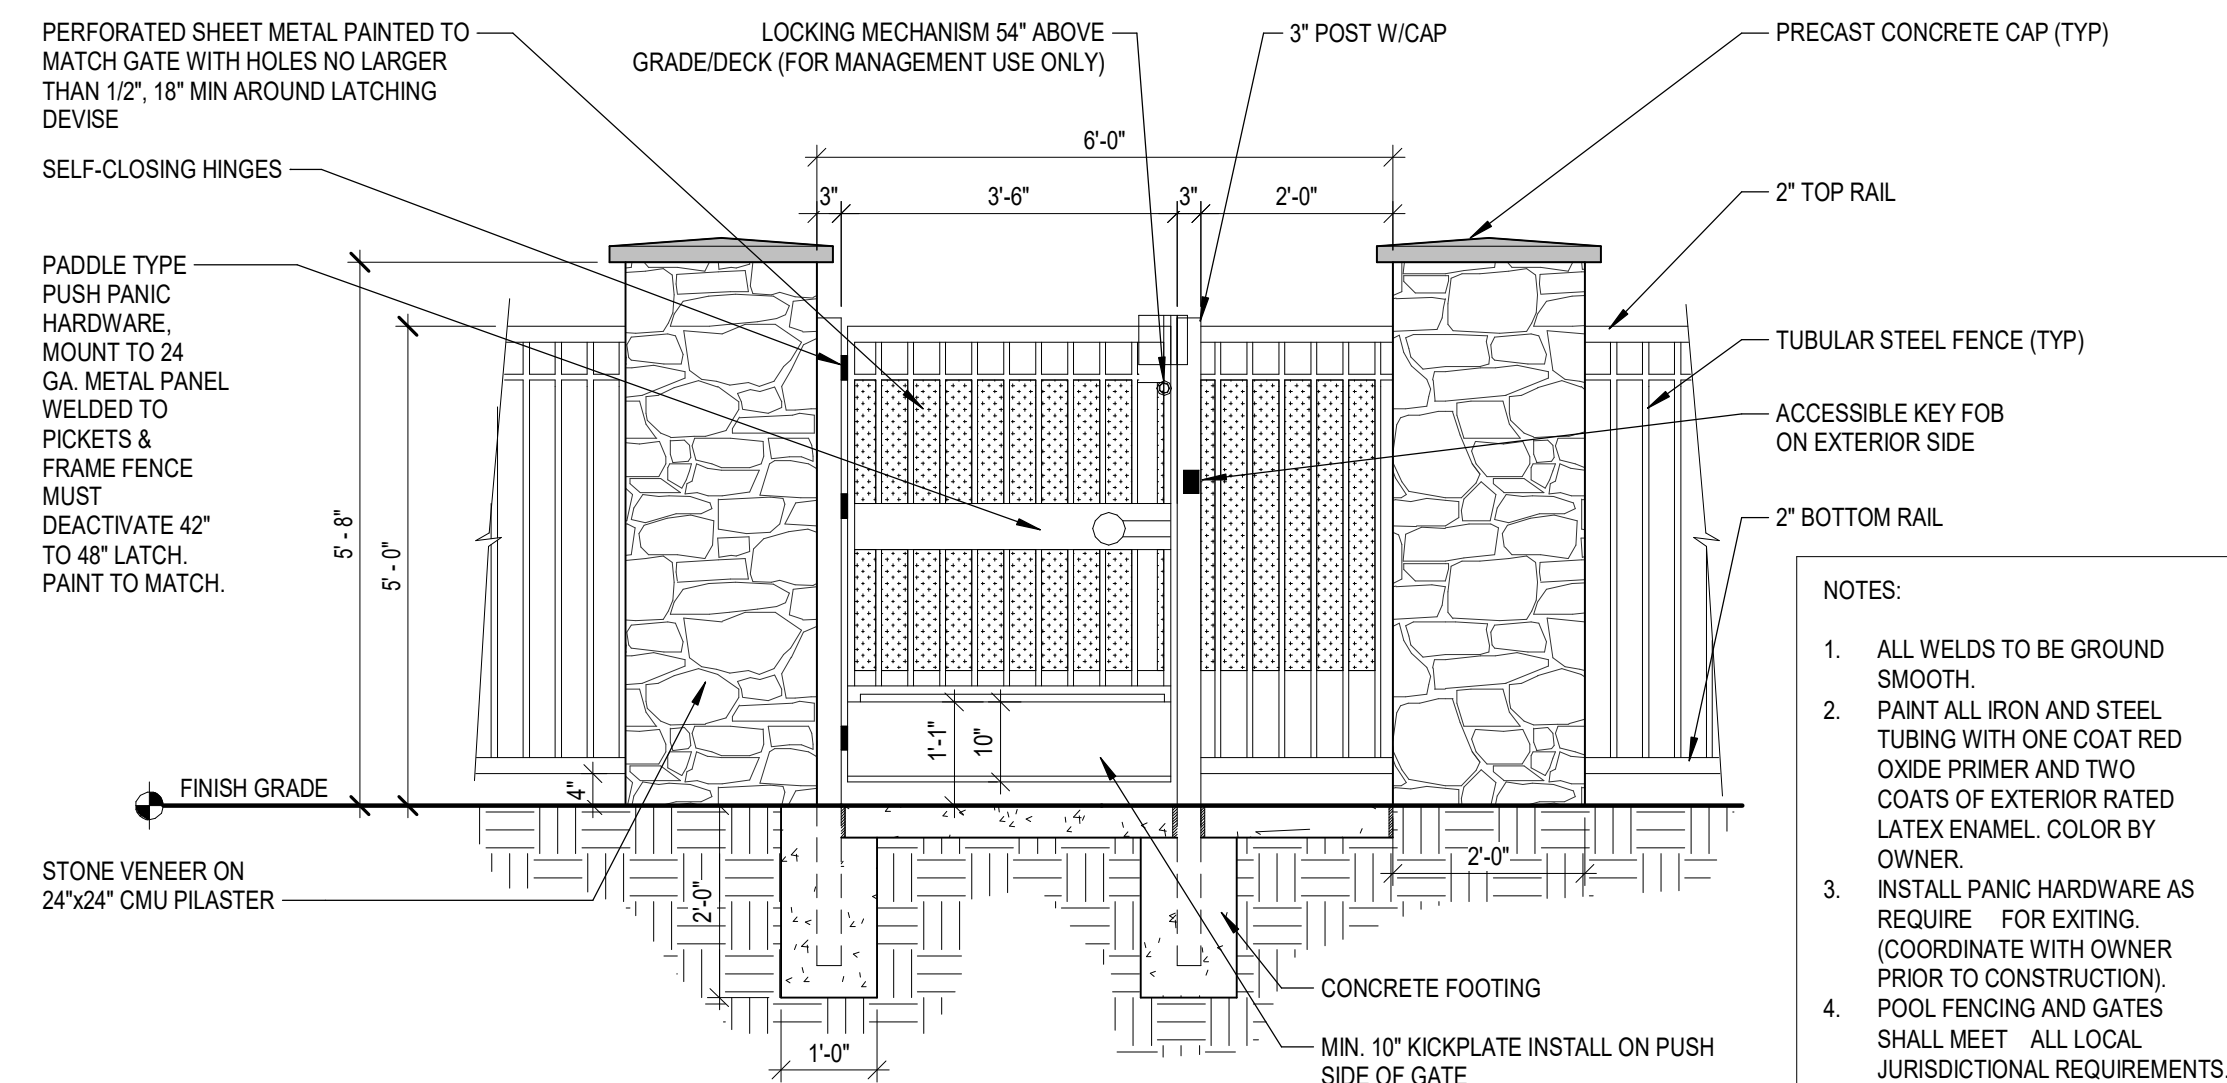 PERFORATED SHEET METAL PAINTED TO
MATCH GATE WITH HOLES NO LARGER
THAN 1/2", 18" MIN AROUND LATCHING
DEVISE
SELF-CLOSING HINGES
PADDLE TYPE
PUSH PANIC
HARDWARE,
MOUNT TO 24
GA. METAL PANEL
WELDED TO
PICKETS &
FRAME FENCE
MUST
DEACTIVATE 42"
TO 48" LATCH.
PAINT TO MATCH.
FINISH GRADE
STONE VENEER ON
24"x24" CMU PILASTER
LOCKING MECHANISM 54" ABOVE
GRADE/DECK (FOR MANAGEMENT USE ONLY)
3" POST W/CAP
6'-0"
3"
3'-6"
3"
2'-0"
5' - 8"
5' - 0"
4"
1'-1"
10"
2'-0"
2'-0"
1'-0"
CONCRETE FOOTING
MIN. 10" KICKPLATE INSTALL ON PUSH
SIDE OF GATE
PRECAST CONCRETE CAP (TYP)
2" TOP RAIL
TUBULAR STEEL FENCE (TYP)
ACCESSIBLE KEY FOB
ON EXTERIOR SIDE
2" BOTTOM RAIL
NOTES:
1. ALL WELDS TO BE GROUND
SMOOTH.
2. PAINT ALL IRON AND STEEL
TUBING WITH ONE COAT RED
OXIDE PRIMER AND TWO
COATS OF EXTERIOR RATED
LATEX ENAMEL. COLOR BY
OWNER.
3. INSTALL PANIC HARDWARE AS
REQUIRE FOR EXITING.
(COORDINATE WITH OWNER
PRIOR TO CONSTRUCTION).
4. POOL FENCING AND GATES
SHALL MEET ALL LOCAL
JURISDICTIONAL REQUIREMENTS.